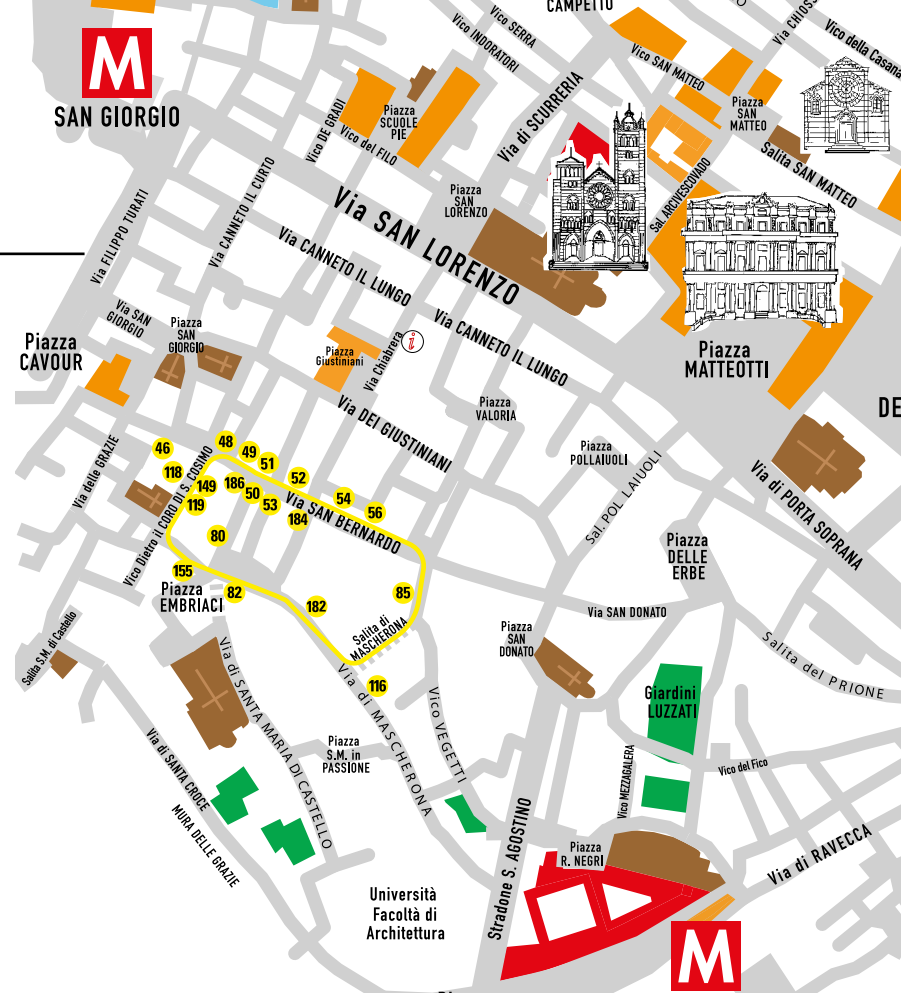 CAMPETTO
Vico SERRA
Vico INDORATORI
Via CHIOSS
Vico della Casana
M
SAN GIORGIO
Vico SAN MATTEO
Via di SCURRERIA
Vico DE GRADI
Piazza
SCUOLE
PIE
Vico del FILO
Piazza
SAN
MATTEO
Salita SAN MATTEO
Via FILIPPO TURATI
Via CANNETO IL CURTO
Via SAN LORENZO
Piazza
SAN
LORENZO
Sal. ARCIVESCOVADO
Via CANNETO IL LUNGO
Via CANNETO IL LUNGO
Via SAN
GIORGIO
Piazza
SAN
GIORGIO
Piazza
CAVOUR
Piazza
Giustiniani
Via Chiabrera
i
Piazza
MATTEOTTI
DE
Via DEI GIUSTINIANI
Piazza
VALORIA
Piazza
POLLAIUOLI
Sal. POL LAIUOLI
Via di PORTA SOPRANA
Via delle GRAZIE
Vico Dietro il CORO DI S. COSIMO
46
48
49
51
118
52
149
186
50
53
54
56
119
184
Via SAN BERNARDO
80
155
82
85
182
116
Piazza
EMBRIACI
Piazza
DELLE
ERBE
Via SAN DONATO
Salita di
MASCHERONA
Piazza
SAN
DONATO
Salita del PRIONE
Salita S.M. di Castello
Via di SANTA MARIA DI CASTELLO
Via di MASCHERONA
Vico VEGETTI
Giardini
LUZZATI
Piazza
S.M. in
PASSIONE
Via di SANTA CROCE
MURA DELLE GRAZIE
Vico MEZZAGALERA
Vico del Fico
Stradone S. AGOSTINO
Piazza
R. NEGRI
Via di RAVECCA
Università
Facoltà di
Architettura
M